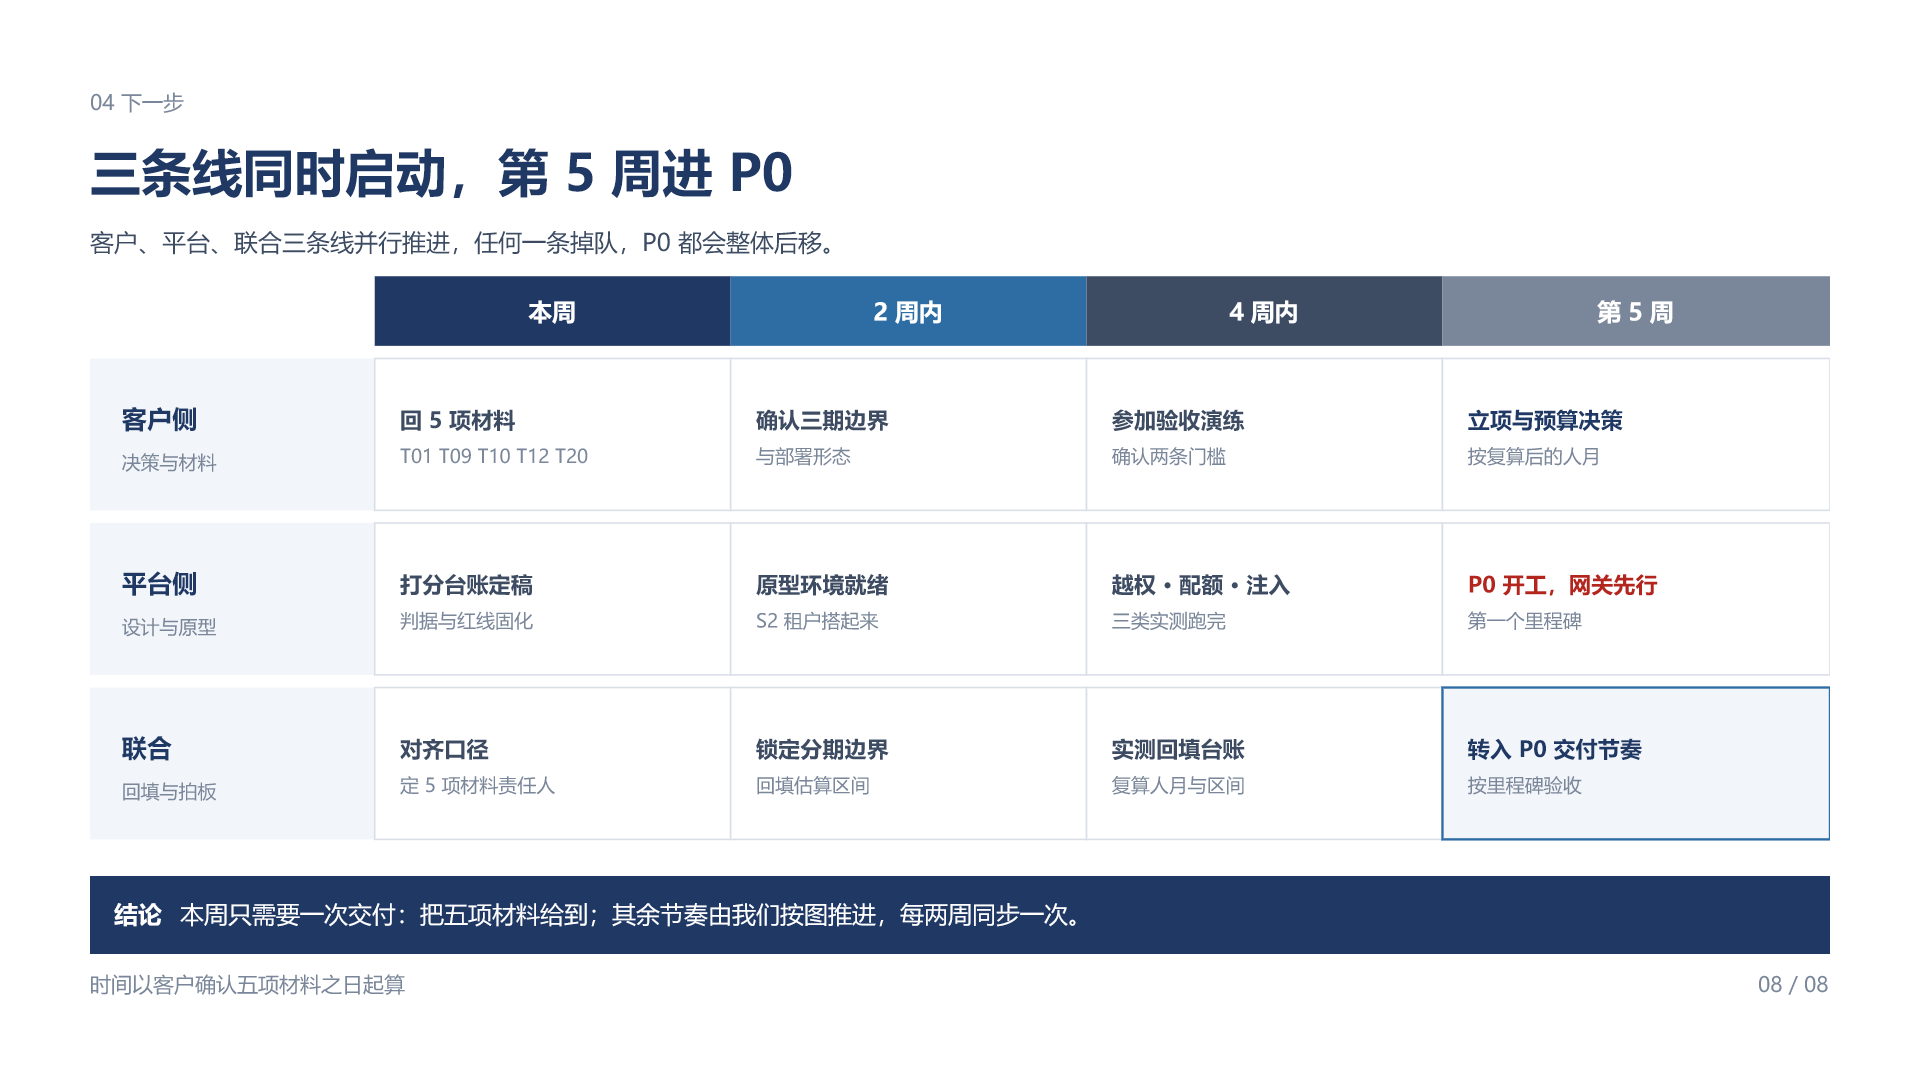 04 下一步
三条线同时启动，第 5 周进 P0
客户、平台、联合三条线并行推进，任何一条掉队，P0 都会整体后移。
本周
2 周内
4 周内
第 5 周
客户侧
决策与材料
回 5 项材料
T01 T09 T10 T12 T20
确认三期边界
与部署形态
参加验收演练
确认两条门槛
立项与预算决策
按复算后的人月
平台侧
设计与原型
打分台账定稿
判据与红线固化
原型环境就绪
S2 租户搭起来
越权·配额·注入
三类实测跑完
P0 开工，网关先行
第一个里程碑
联合
回填与拍板
对齐口径
定 5 项材料责任人
锁定分期边界
回填估算区间
实测回填台账
复算人月与区间
转入 P0 交付节奏
按里程碑验收
结论 本周只需要一次交付：把五项材料给到；其余节奏由我们按图推进，每两周同步一次。
时间以客户确认五项材料之日起算
08 / 08